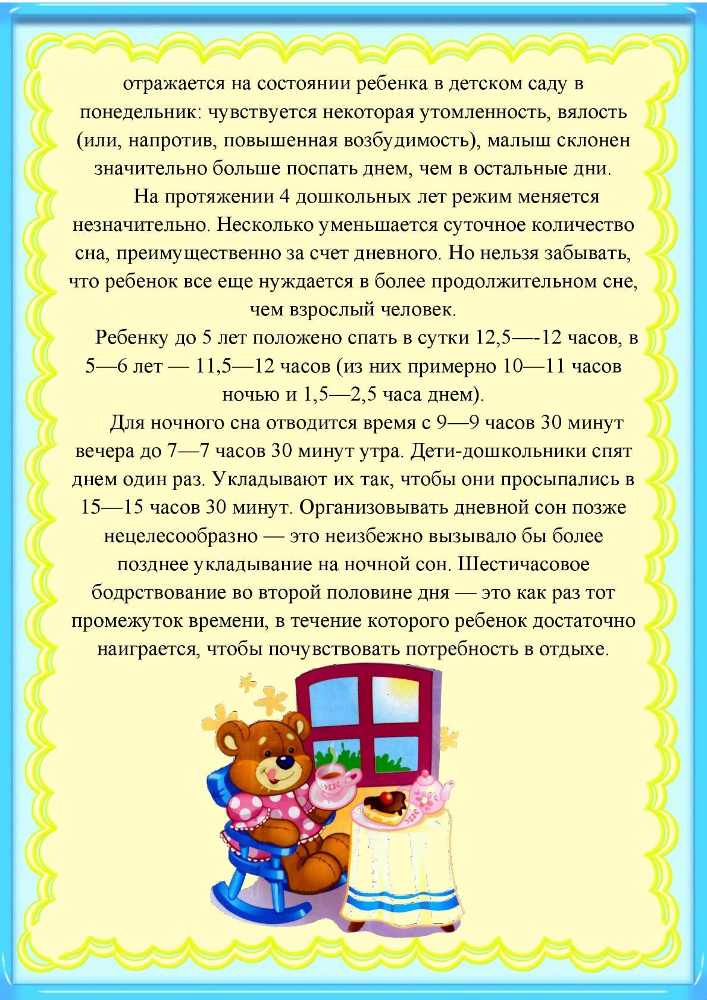 отражается на состоянии ребенка в детском саду в
понедельник: чувствуется некоторая утомленность, вялость
(или, напротив, повышенная возбудимость), малыш склонен
значительно больше поспать днем, чем в остальные дни.
На протяжении 4 дошкольных лет режим меняется
незначительно. Несколько уменьшается суточное количество
сна, преимущественно за счет дневного. Но нельзя забывать,
что ребенок все еще нуждается в более продолжительном сне,
чем взрослый человек.
Ребенку до 5 лет положено спать в сутки 12,5—-12 часов, в
5—6 лет — 11,5—12 часов (из них примерно 10—11 часов
ночью и 1,5—2,5 часа днем).
Для ночного сна отводится время с 9—9 часов 30 минут
вечера до 7—7 часов 30 минут утра. Дети-дошкольники спят
днем один раз. Укладывают их так, чтобы они просыпались в
15—15 часов 30 минут. Организовывать дневной сон позже
нецелесообразно — это неизбежно вызывало бы более
позднее укладывание на ночной сон. Шестичасовое
бодрствование во второй половине дня — это как раз тот
промежуток времени, в течение которого ребенок достаточно
наиграется, чтобы почувствовать потребность в отдыхе.